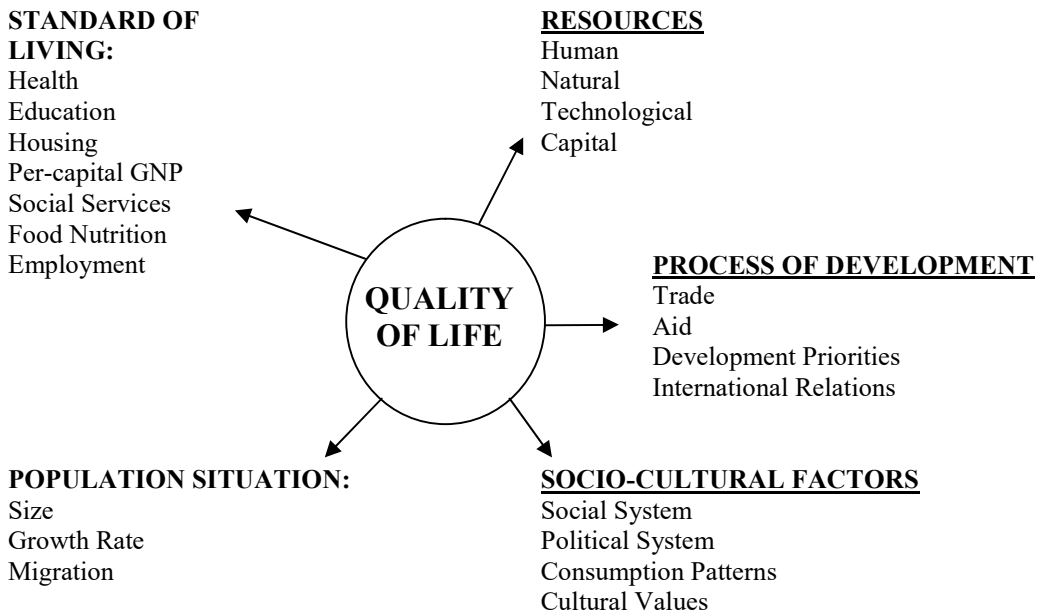 STANDARD OF
LIVING:
Health
Education
Housing
Per-capital GNP
Social Services
Food Nutrition
Employment
RESOURCES
Human
Natural
Technological
Capital
QUALITY
OF LIFE
PROCESS OF DEVELOPMENT
Trade
Aid
Development Priorities
International Relations
POPULATION SITUATION:
Size
Growth Rate
Migration
SOCIO-CULTURAL FACTORS
Social System
Political System
Consumption Patterns
Cultural Values